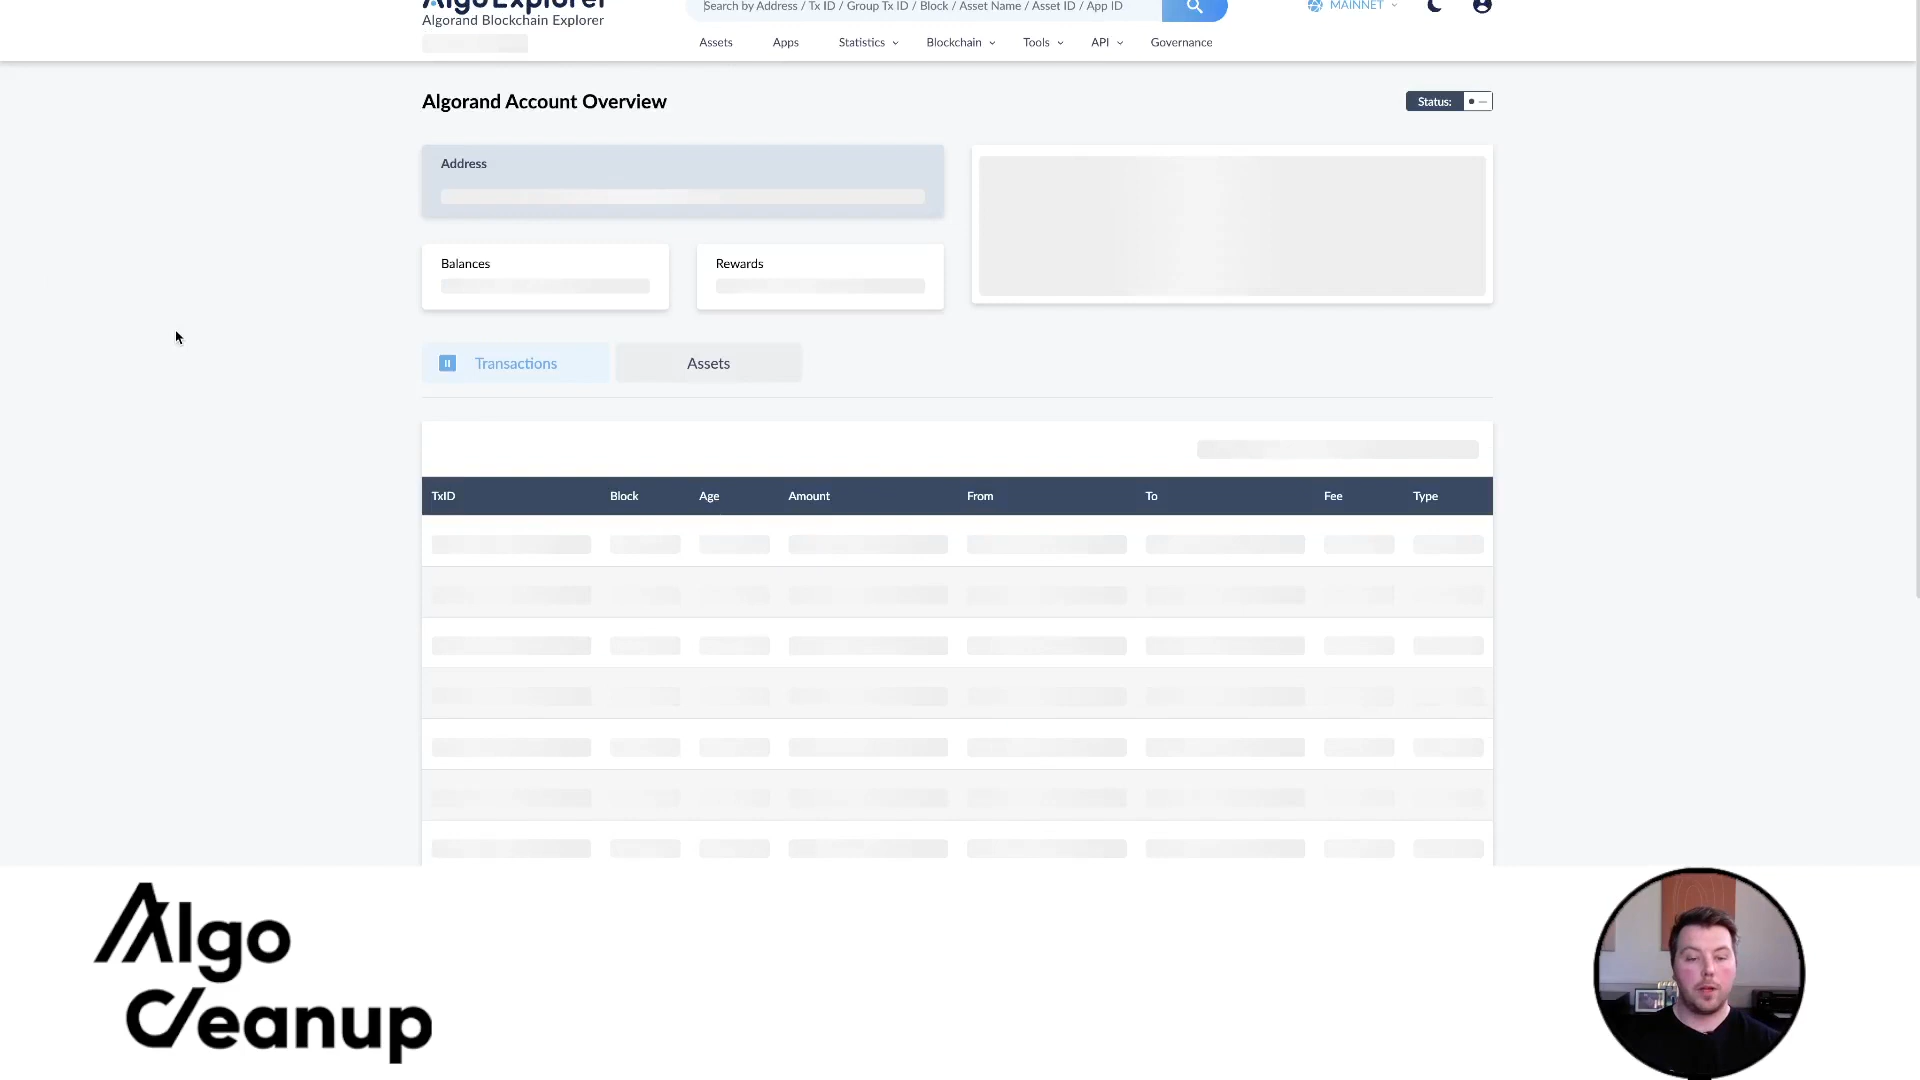 AlgoExplorer
Algorand Blockchain Explorer
Search by Address / Tx ID / Group Tx ID / Block / Asset Name / Asset ID / App ID
MAINNET
Assets Apps Statistics Blockchain Tools API Governance
Algorand Account Overview
Status: —
Address
Balances
Rewards
Transactions
Assets
TxID Block Age Amount From To Fee Type
Algo
Cleanup